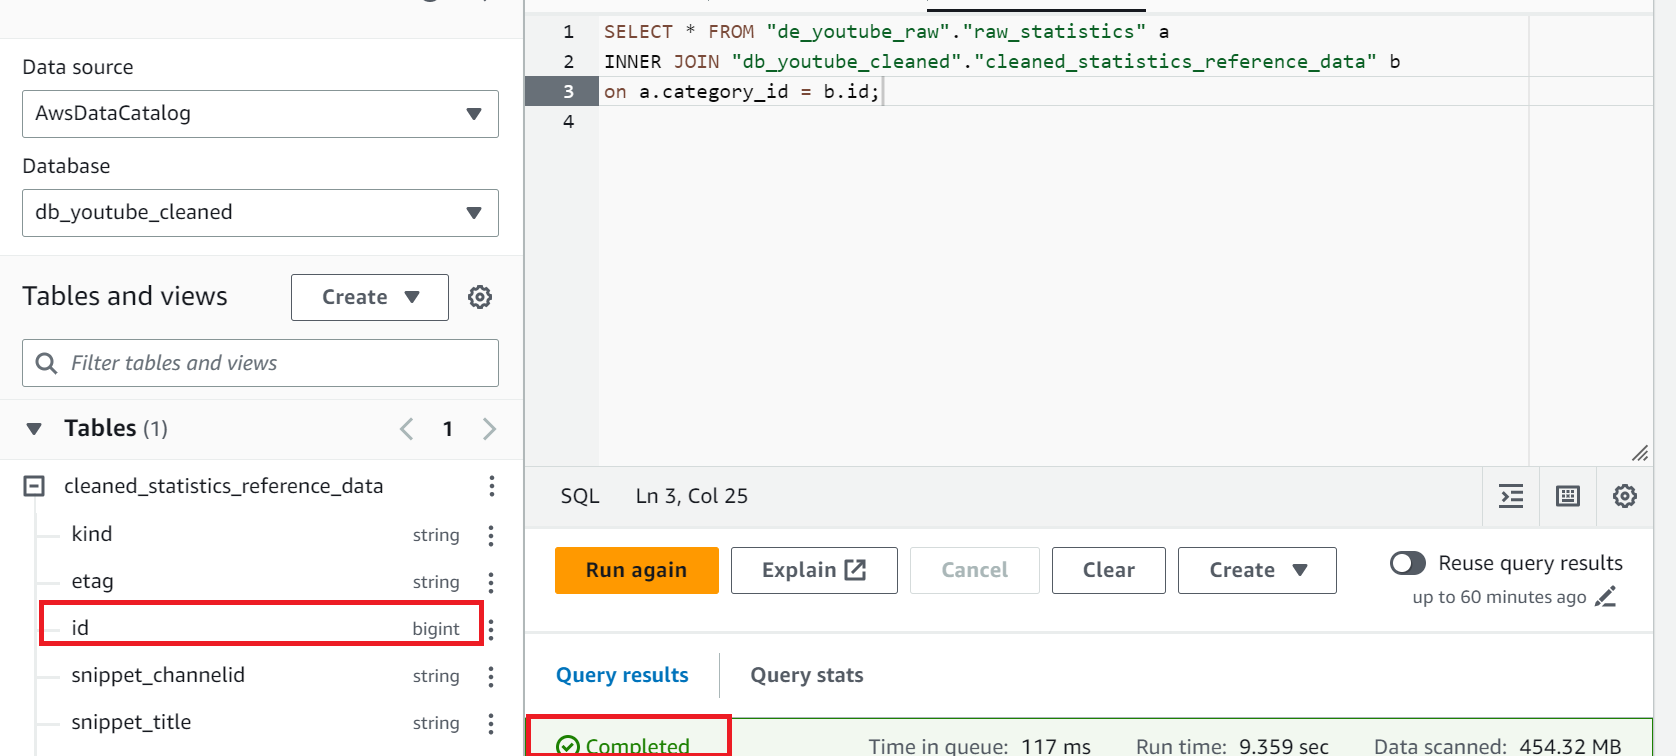 Data source
AwsDataCatalog
Database
db_youtube_cleaned
Tables and views
Create
Filter tables and views
Tables (1)
1
cleaned_statistics_reference_data
kind string
etag string
id bigint
snippet_channelid string
snippet_title string
1 SELECT * FROM "de_youtube_raw"."raw_statistics" a
2 INNER JOIN "db_youtube_cleaned"."cleaned_statistics_reference_data" b
3 on a.category_id = b.id;
4
SQL Ln 3, Col 25
Run again Explain Cancel Clear Create
Reuse query results
up to 60 minutes ago
Query results Query stats
Completed Time in queue: 117 ms Run time: 9.359 sec Data scanned: 454.32 MB